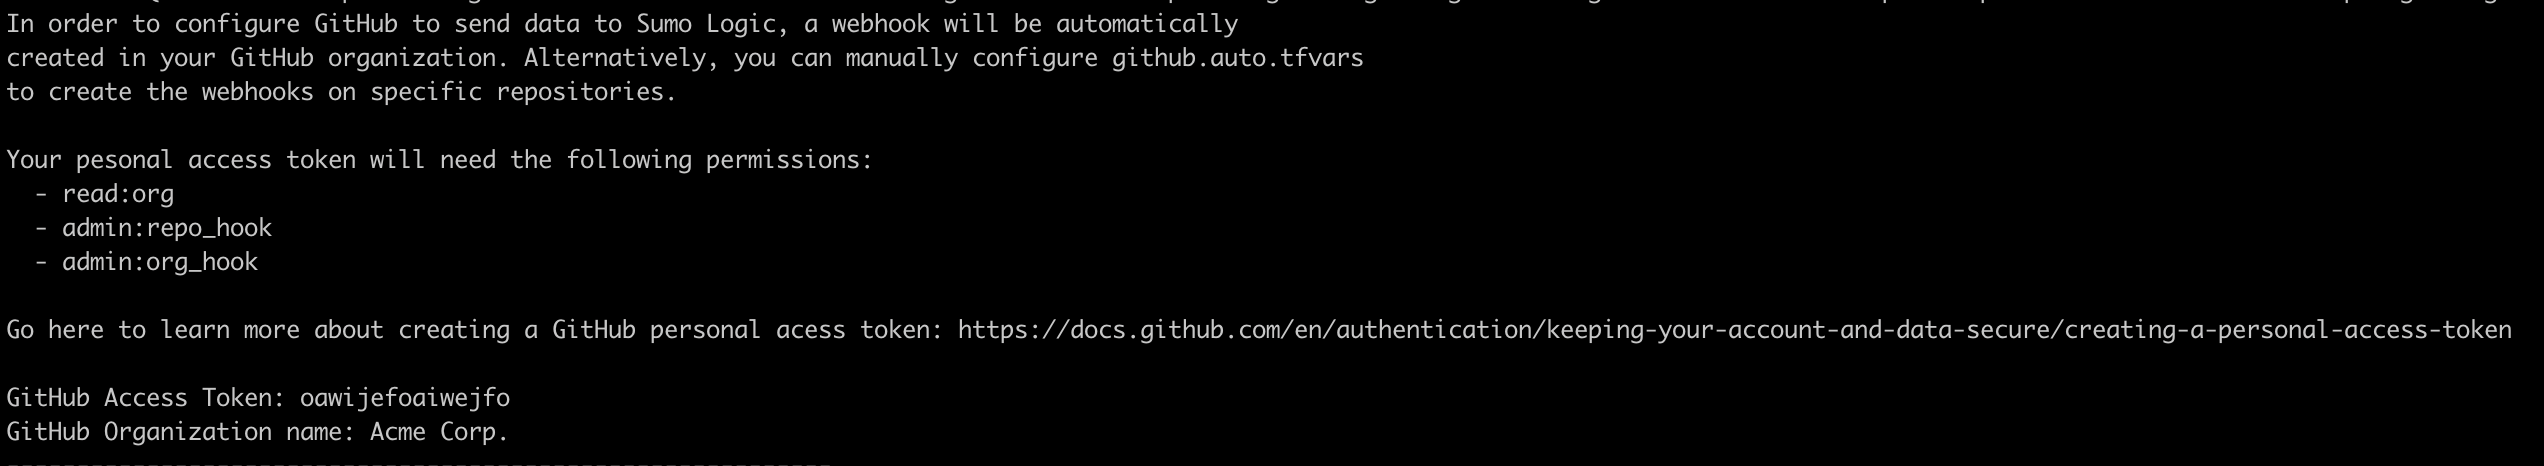 In order to configure GitHub to send data to Sumo Logic, a webhook will be automatically
created in your GitHub organization. Alternatively, you can manually configure github.auto.tfvars
to create the webhooks on specific repositories.
Your pesonal access token will need the following permissions:
- read:org
- admin:repo_hook
- admin:org_hook
Go here to learn more about creating a GitHub personal acess token: https://docs.github.com/en/authentication/keeping-your-account-and-data-secure/creating-a-personal-access-token
GitHub Access Token: oawijefoaiwejfo
GitHub Organization name: Acme Corp.